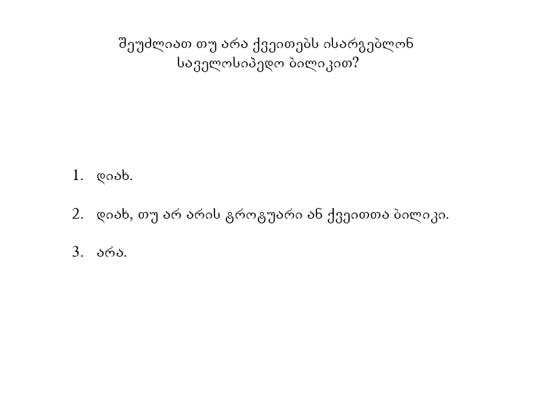 შეუძლიათ თუ არა ქვეითებს ისარგებლონ
საველოსიპედო ბილიკით?
1. დიახ.
2. დიახ, თუ არ არის ტროტუარი ან ქვეითთა ბილიკი.
3. არა.